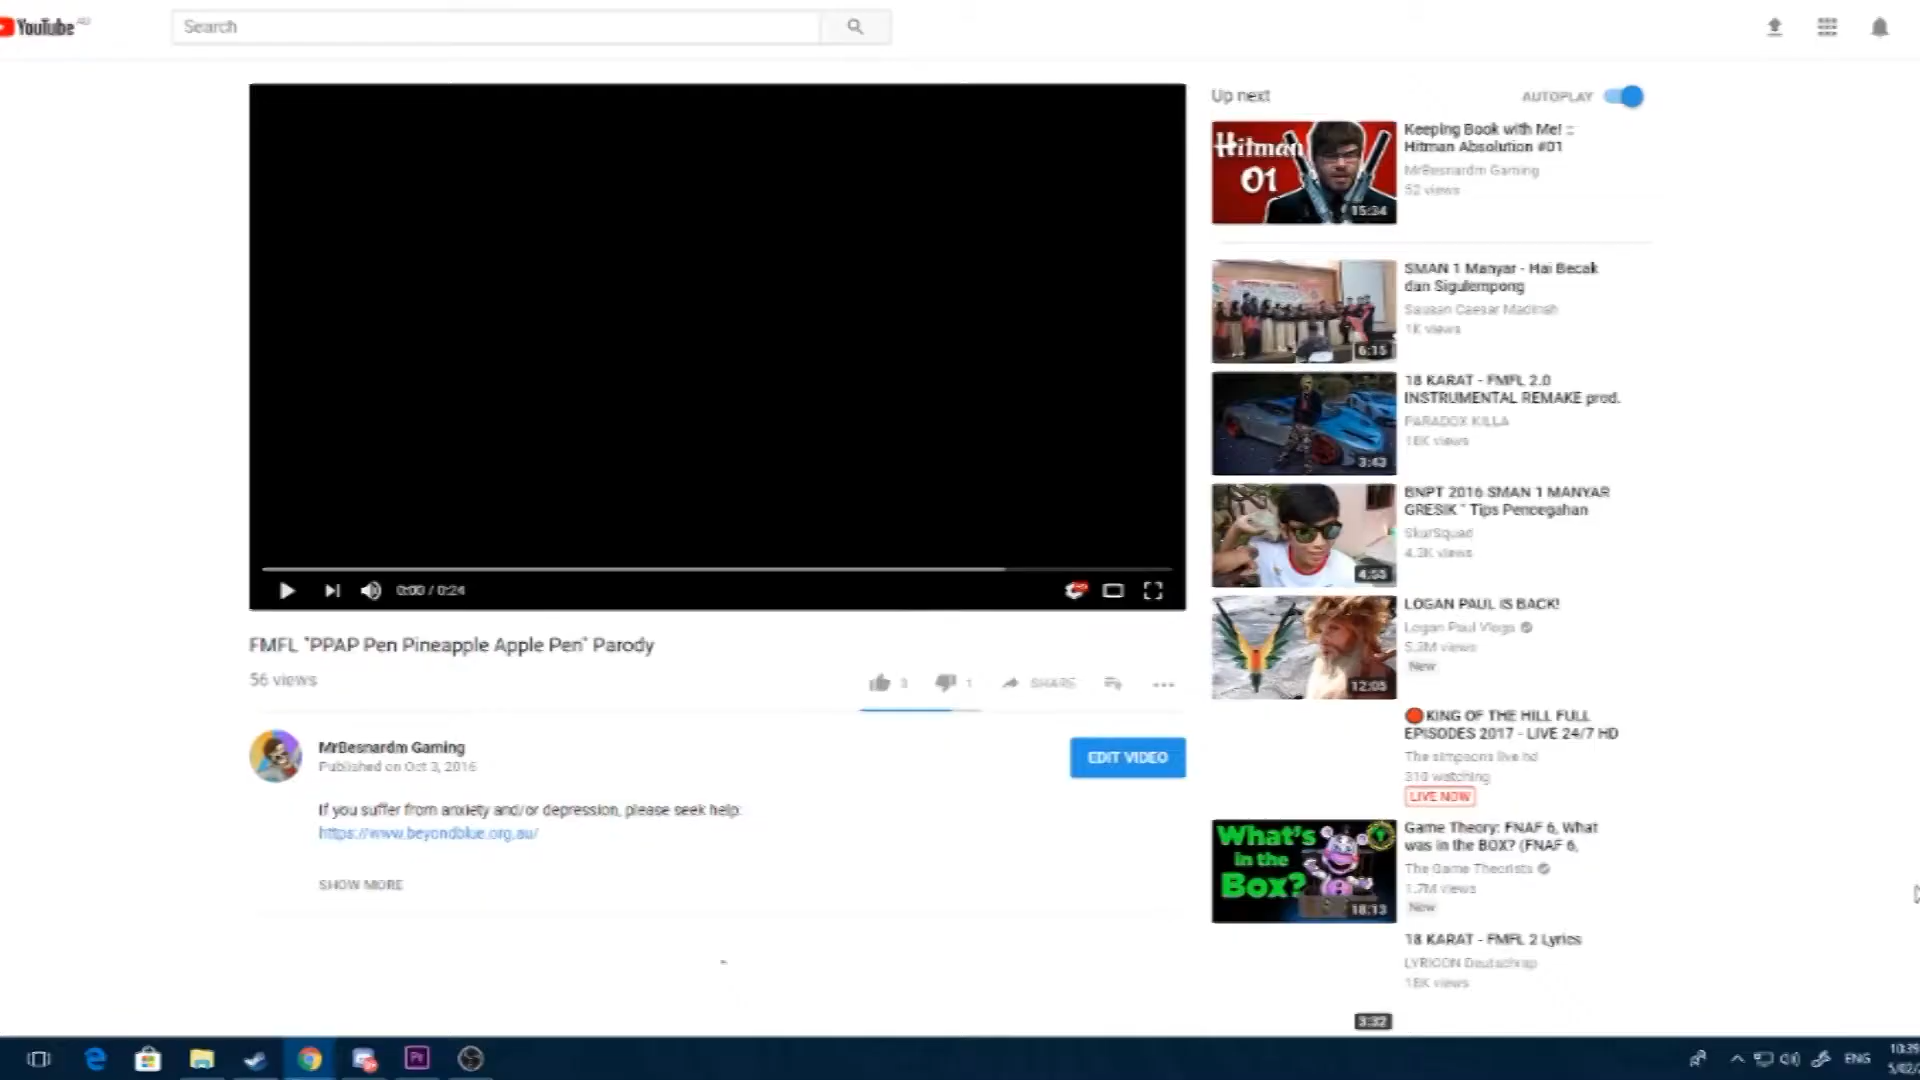 YouTube AU
Search
Up next
AUTOPLAY
Hitman
01
15:34
Keeping Book with Me! ::
Hitman Absolution #01
MrBesnardm Gaming
52 views
6:15
SMAN 1 Manyar - Hai Becak
dan Sigulempong
1K views
3:43
18 KARAT - FMFL 2.0
INSTRUMENTAL REMAKE prod.
PARADOX KILLA
18K views
4:55
BNPT 2016 SMAN 1 MANYAR
GRESIK " Tips Pencegahan
SkurSquad
4.3K views
12:05
LOGAN PAUL IS BACK!
Logan Paul Vlogs
views
New
KING OF THE HILL FULL
EPISODES 2017 - LIVE 24/7 HD
The simpsons live hd
310 watching
LIVE NOW
What's
in the
Box?
18:13
Game Theory: FNAF 6, What
was in the BOX? (FNAF 6,
The Game Theorists
1.7M views
New
18 KARAT - FMFL 2 Lyrics
LYRICON Deutschrap
18K views
3:32
0:00 / 0:24
FMFL "PPAP Pen Pineapple Apple Pen" Parody
56 views
3
1
SHARE
MrBesnardm Gaming
Published on Oct 3, 2016
EDIT VIDEO
If you suffer from anxiety and/or depression, please seek help:
https://www.beyondblue.org.au/
SHOW MORE
Pr
ENG
10:39
5/02/